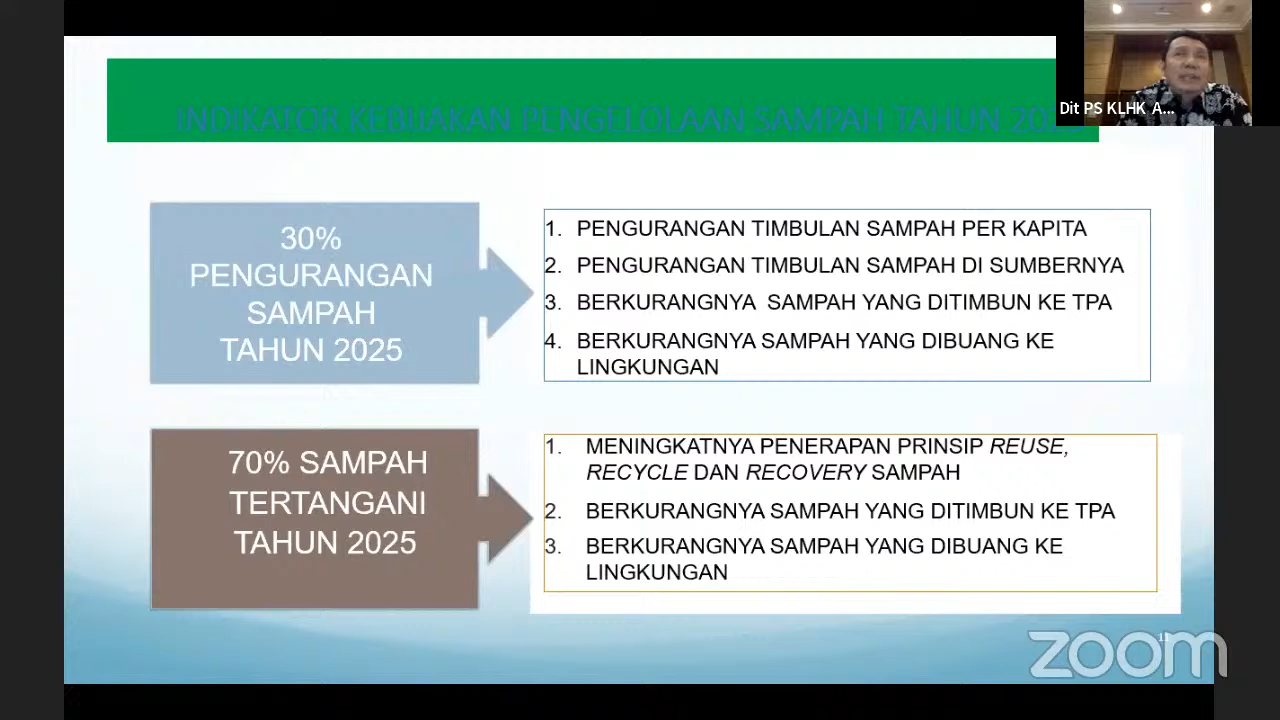 INDIKATOR KEBIJAKAN PENGELOLAAN SAMPAH TAHUN
Dit PS KLHK A...
30%
PENGURANGAN
SAMPAH
TAHUN 2025
1. PENGURANGAN TIMBULAN SAMPAH PER KAPITA
2. PENGURANGAN TIMBULAN SAMPAH DI SUMBERNYA
3. BERKURANGNYA SAMPAH YANG DITIMBUN KE TPA
4. BERKURANGNYA SAMPAH YANG DIBUANG KE
LINGKUNGAN
70% SAMPAH
TERTANGANI
TAHUN 2025
1. MENINGKATNYA PENERAPAN PRINSIP REUSE,
RECYCLE DAN RECOVERY SAMPAH
2. BERKURANGNYA SAMPAH YANG DITIMBUN KE TPA
3. BERKURANGNYA SAMPAH YANG DIBUANG KE
LINGKUNGAN
zoom